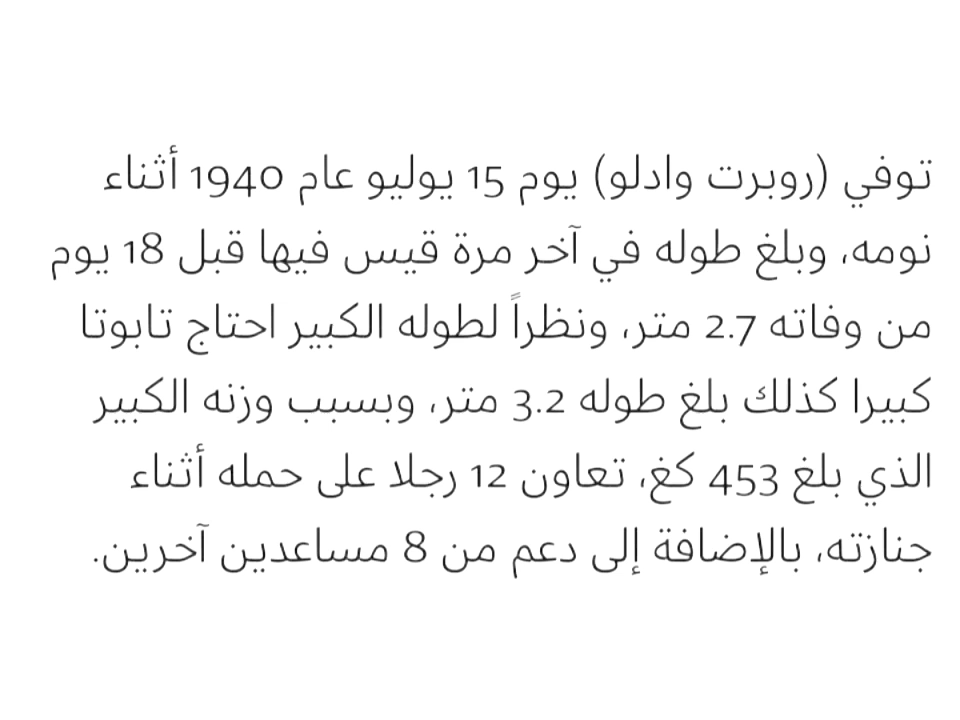 توفي (روبرت وادلو) يوم 15 يوليو عام 1940 أثناء
نومه، وبلغ طوله في آخر مرة قيس فيها قبل 18 يوم
من وفاته 2.7 متر، ونظراً لطوله الكبير احتاج تابوتا
كبيرا كذلك بلغ طوله 3.2 متر، وبسبب وزنه الكبير
الذي بلغ 453 كغ، تعاون 12 رجلا على حمله أثناء
جنازته، بالإضافة إلى دعم من 8 مساعدين آخرين.